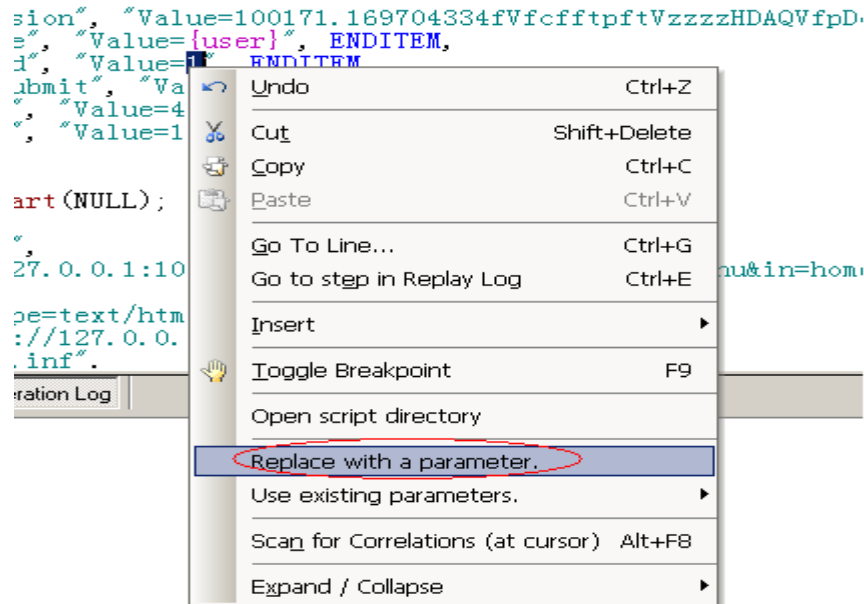 sion", "Value=100171.169704334fVfcfftpftVzzzzHDAQVfpD
e", "Value={user}", ENDITEM,
d", "Value=1", ENDITEM
ubmit", "Va
", "Value=4
", "Value=1
art(NULL);
",
27.0.0.1:10 nu&in=hom
pe=text/htm
://127.0.0.
.inf".
eration Log
Undo Ctrl+Z
Cut Shift+Delete
Copy Ctrl+C
Paste Ctrl+V
Go To Line... Ctrl+G
Go to step in Replay Log Ctrl+E
Insert
Toggle Breakpoint F9
Open script directory
Replace with a parameter.
Use existing parameters.
Scan for Correlations (at cursor) Alt+F8
Expand / Collapse